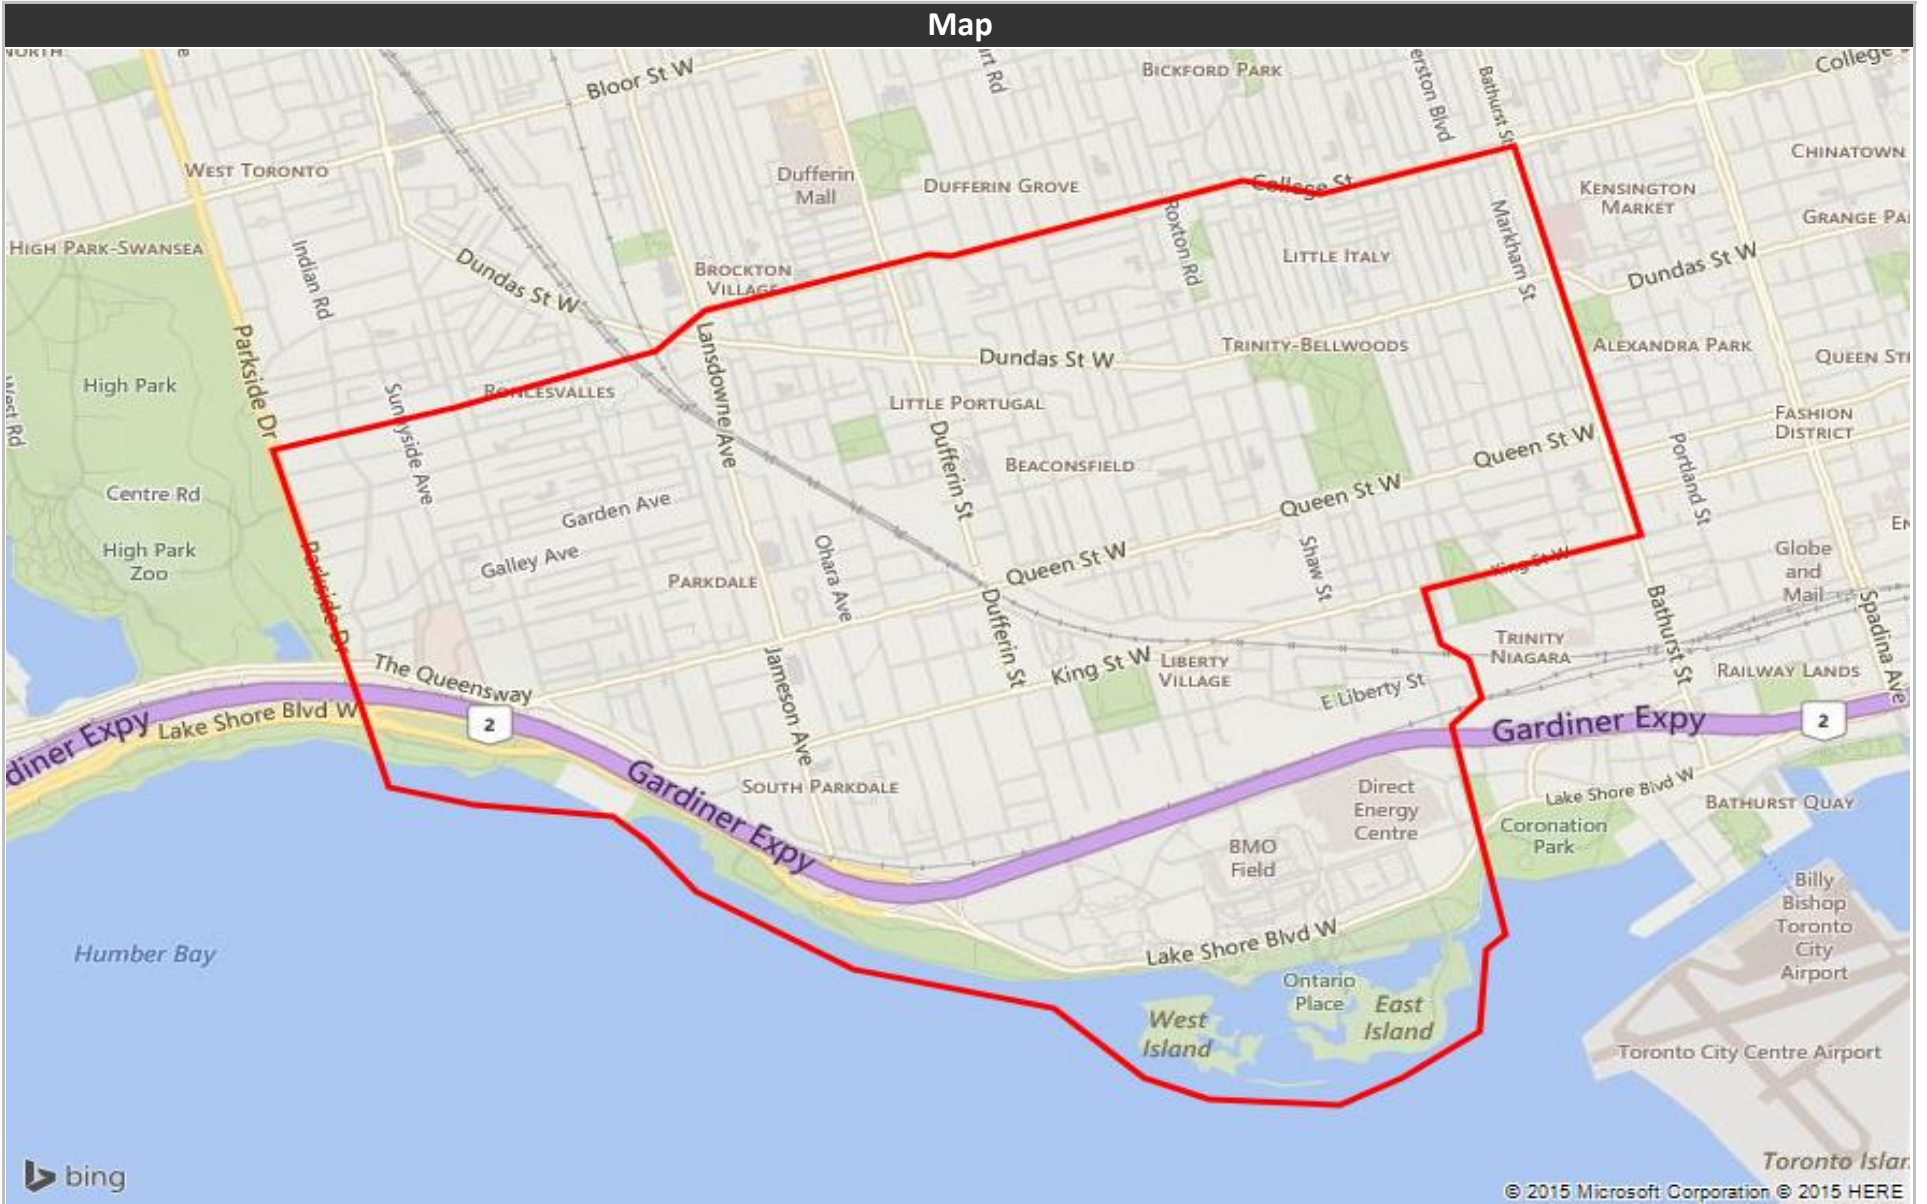 Map
NORTH
Bloor St W
BICKFORD PARK
Bathurst St
College
WEST TORONTO
Dufferin
Mall
DUFFERIN GROVE
College St
CHINATOWN
KENSINGTON
MARKET
HIGH PARK-SWANSEA
Indian Rd
Dundas St W
BROCKTON
VILLAGE
Roxton Rd
LITTLE ITALY
Markham St
Dundas St W
Parkside Dr
Lansdowne Ave
Dundas St W
TRINITY-BELLWOODS
ALEXANDRA PARK
High Park
Sunnyside Ave
RONCESVALLES
LITTLE PORTUGAL
FASHION
DISTRICT
Dufferin St
BEACONSFIELD
Queen St W
Portland St
Centre Rd
Garden Ave
Queen St W
High Park
Zoo
Parkside Dr
Galley Ave
PARKDALE
Ohara Ave
Queen St W
Shaw St
King St W
Globe
and
Mail
Dufferin St
Bathurst St
Spadina Ave
The Queensway
Jameson Ave
King St W
LIBERTY
VILLAGE
TRINITY
NIAGARA
RAILWAY LANDS
E Liberty St
diner Expy
Lake Shore Blvd W
2
Gardiner Expy
2
Gardiner Expy
SOUTH PARKDALE
Direct
Energy
Centre
Lake Shore Blvd W
BATHURST QUAY
BMO
Field
Coronation
Park
Billy
Bishop
Toronto
City
Airport
Humber Bay
Lake Shore Blvd W
Ontario
Place
East
Island
West
Island
Toronto City Centre Airport
bing
Toronto Islan
© 2015 Microsoft Corporation © 2015 HERE